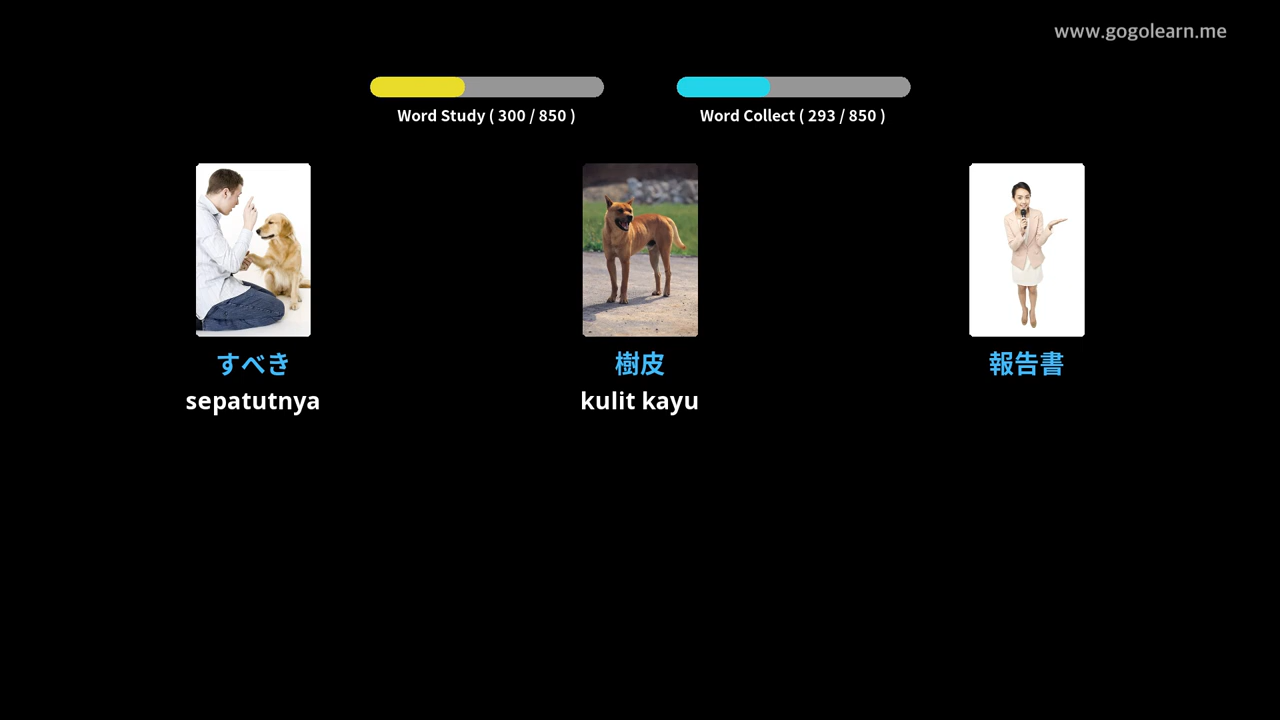 www.gogolearn.me
Word Study ( 300 / 850 )
Word Collect ( 293 / 850 )
すべき
sepatutnya
樹皮
kulit kayu
報告書